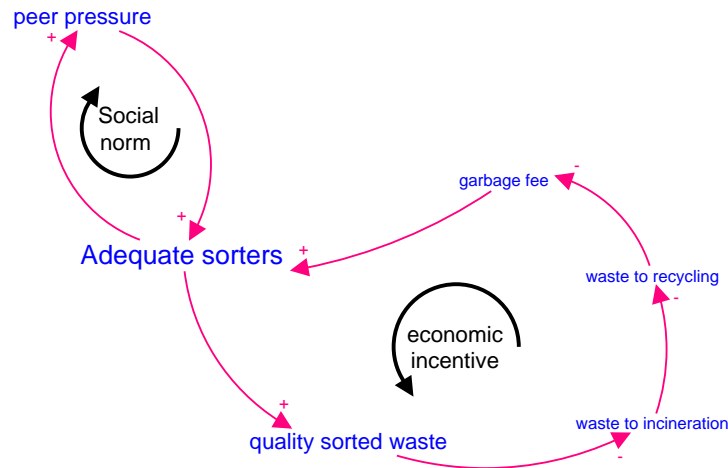 peer pressure
+
Social
norm
-
garbage fee
+
+
Adequate sorters
waste to recycling
-
economic
incentive
+
waste to incineration
quality sorted waste
-